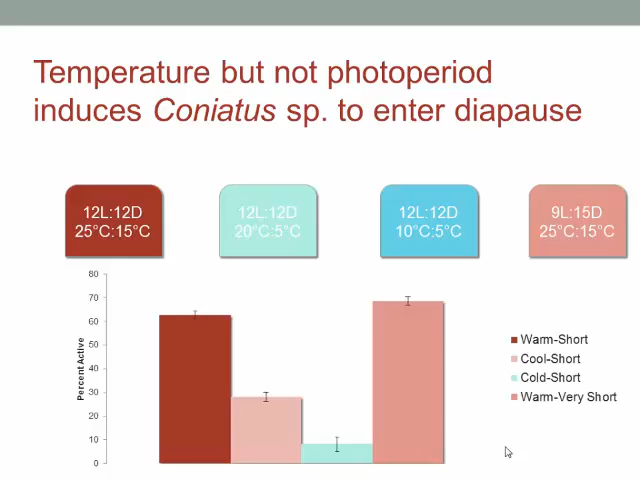 Temperature but not photoperiod
induces Coniatus sp. to enter diapause
12L:12D
25°C:15°C
12L:12D
20°C:5°C
12L:12D
10°C:5°C
9L:15D
25°C:15°C
80
70
60
50
40
30
20
10
0
Percent Active
Warm-Short
Cool-Short
Cold-Short
Warm-Very Short